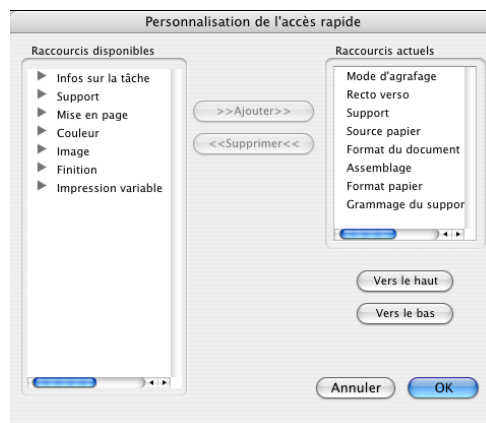 Personnalisation de l'accès rapide
Raccourcis disponibles
Infos sur la tâche
Support
Mise en page
Couleur
Image
Finition
Impression variable
>>Ajouter>>
<<Supprimer<<
Raccourcis actuels
Mode d'agrafage
Recto verso
Support
Source papier
Format du document
Assemblage
Format papier
Grammage du suppor
Vers le haut
Vers le bas
Annuler
OK